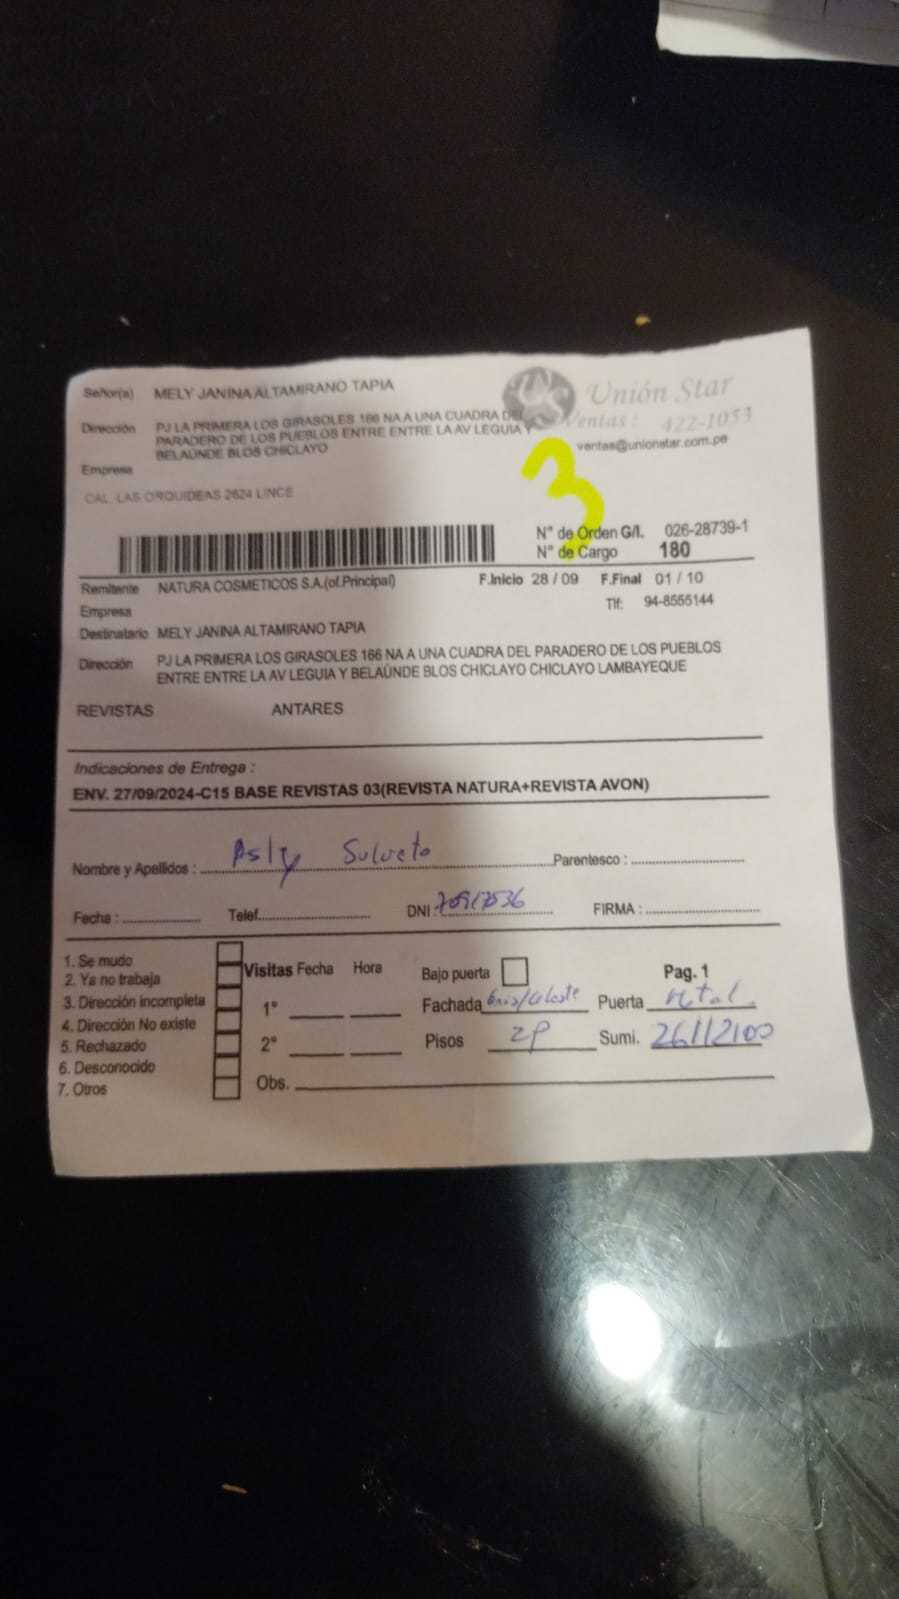 Señor(a) MELY JANINA ALTAMIRANO TAPIA
Dirección PJ LA PRIMERA LOS GIRASOLES 166 NA A UNA CUADRA DEL
PARADERO DE LOS PUEBLOS ENTRE ENTRE LA AV LEGUIA Y
BELAÚNDE BLOS CHICLAYO
Empresa
CAL. LAS ORQUIDEAS 2624 LINCE
Unión Star
Ventas: 422-1053
ventas@unionstar.com.pe
3
N° de Orden G/I. 026-28739-1
N° de Cargo 180
Remitente NATURA COSMETICOS S.A.(of.Principal) F.Inicio 28 / 09 F.Final 01 / 10
Empresa Tlf: 94-8555144
Destinatario MELY JANINA ALTAMIRANO TAPIA
Dirección PJ LA PRIMERA LOS GIRASOLES 166 NA A UNA CUADRA DEL PARADERO DE LOS PUEBLOS
ENTRE ENTRE LA AV LEGUIA Y BELAÚNDE BLOS CHICLAYO CHICLAYO LAMBAYEQUE
REVISTAS ANTARES
Indicaciones de Entrega :
ENV. 27/09/2024-C15 BASE REVISTAS 03(REVISTA NATURA+REVISTA AVON)
Nombre y Apellidos : Parentesco :
Fecha : Telef. DNI : FIRMA :
1. Se mudo
2. Ya no trabaja
3. Dirección incompleta
4. Dirección No existe
5. Rechazado
6. Desconocido
7. Otros
Visitas Fecha Hora Bajo puerta Pag. 1
1° Fachada Gris/Celeste Puerta Metal.
2° Pisos 2P Sumi. 26112100
Obs.